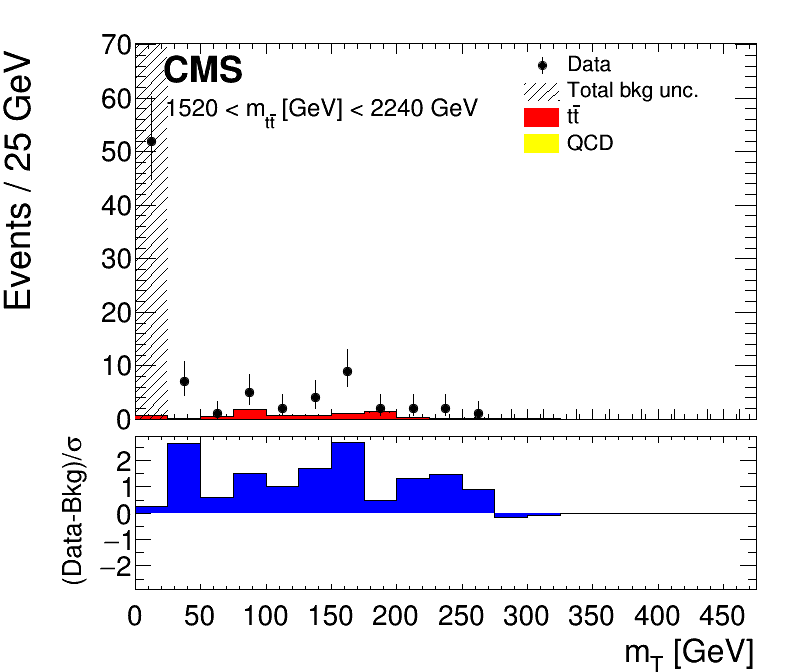 Events / 25 GeV
70
60
50
40
30
20
10
0
CMS
1520 < m_{tt̄} [GeV] < 2240 GeV
Data
Total bkg unc.
tt̄
QCD
(Data-Bkg)/σ
2
1
0
−1
−2
0 50 100 150 200 250 300 350 400 450
m_T [GeV]